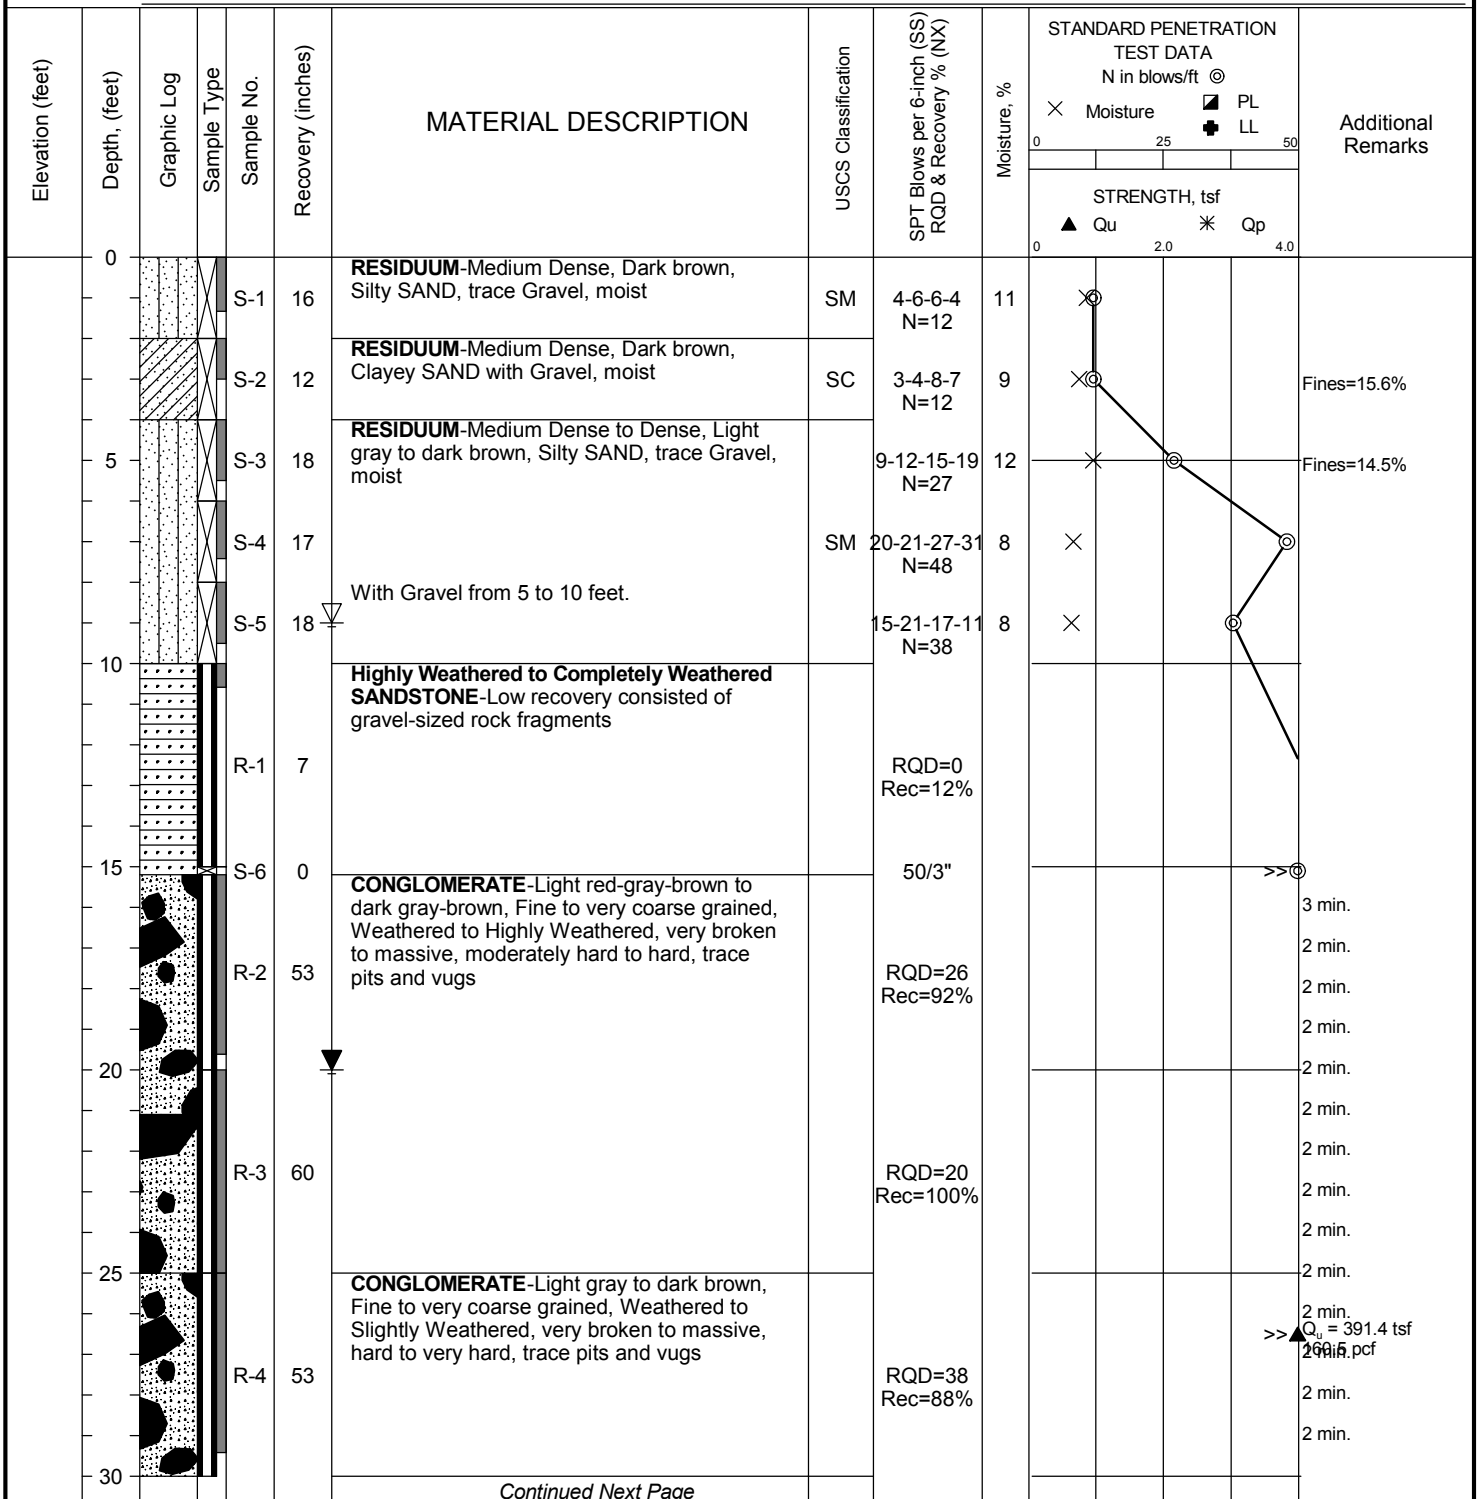 Elevation (feet)
Depth, (feet)
Graphic Log
Sample Type
Sample No.
Recovery (inches)
MATERIAL DESCRIPTION
USCS Classification
SPT Blows per 6-inch (SS)
RQD & Recovery % (NX)
Moisture, %
STANDARD PENETRATION
TEST DATA
N in blows/ft
Moisture
PL
LL
0 25 50
STRENGTH, tsf
Qu Qp
0 2.0 4.0
Additional
Remarks
0
RESIDUUM-Medium Dense, Dark brown,
Silty SAND, trace Gravel, moist
S-1 16 SM 4-6-6-4 11
N=12
RESIDUUM-Medium Dense, Dark brown,
Clayey SAND with Gravel, moist
S-2 12 SC 3-4-8-7 9
N=12
Fines=15.6%
RESIDUUM-Medium Dense to Dense, Light
gray to dark brown, Silty SAND, trace Gravel,
moist
5 S-3 18 9-12-15-19 12
N=27
Fines=14.5%
S-4 17 SM 20-21-27-31 8
N=48
With Gravel from 5 to 10 feet.
S-5 18 15-21-17-11 8
N=38
10
Highly Weathered to Completely Weathered
SANDSTONE-Low recovery consisted of
gravel-sized rock fragments
R-1 7 RQD=0
Rec=12%
15 S-6 0 50/3" >>
CONGLOMERATE-Light red-gray-brown to
dark gray-brown, Fine to very coarse grained,
Weathered to Highly Weathered, very broken
to massive, moderately hard to hard, trace
pits and vugs
3 min.
2 min.
R-2 53 RQD=26
Rec=92%
2 min.
2 min.
20 2 min.
2 min.
2 min.
R-3 60 RQD=20
Rec=100%
2 min.
2 min.
25 2 min.
CONGLOMERATE-Light gray to dark brown,
Fine to very coarse grained, Weathered to
Slightly Weathered, very broken to massive,
hard to very hard, trace pits and vugs
2 min.
>> Qu = 391.4 tsf
160.5 pcf
2 min.
R-4 53 RQD=38
Rec=88%
2 min.
2 min.
30
Continued Next Page